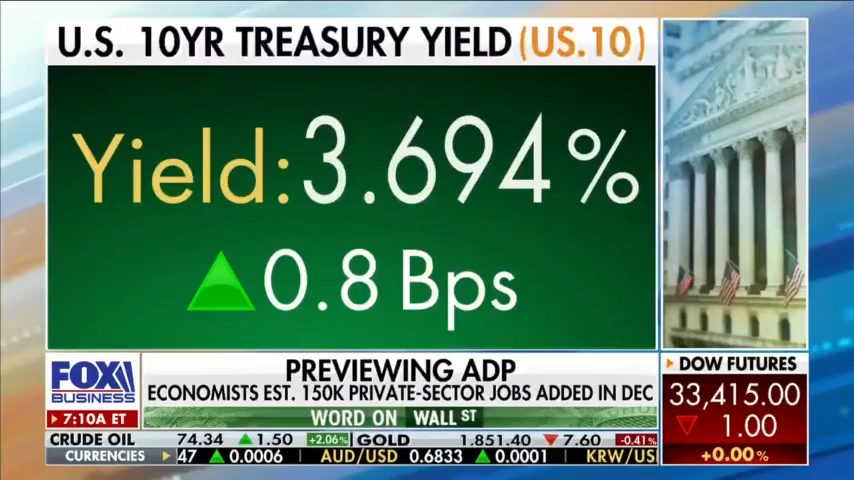 U.S. 10YR TREASURY YIELD (US.10)
Yield: 3.694%
▲ 0.8 Bps
FOX
BUSINESS
7:10A ET
PREVIEWING ADP
ECONOMISTS EST. 150K PRIVATE-SECTOR JOBS ADDED IN DEC
WORD ON WALL ST
DOW FUTURES
33,415.00
▽ 1.00
+0.00%
CRUDE OIL 74.34 ▲ 1.50 +2.06% GOLD 1,851.40 ▼ 7.60 -0.41%
CURRENCIES 47 ▲ 0.0006 AUD/USD 0.6833 ▲ 0.0001 KRW/US